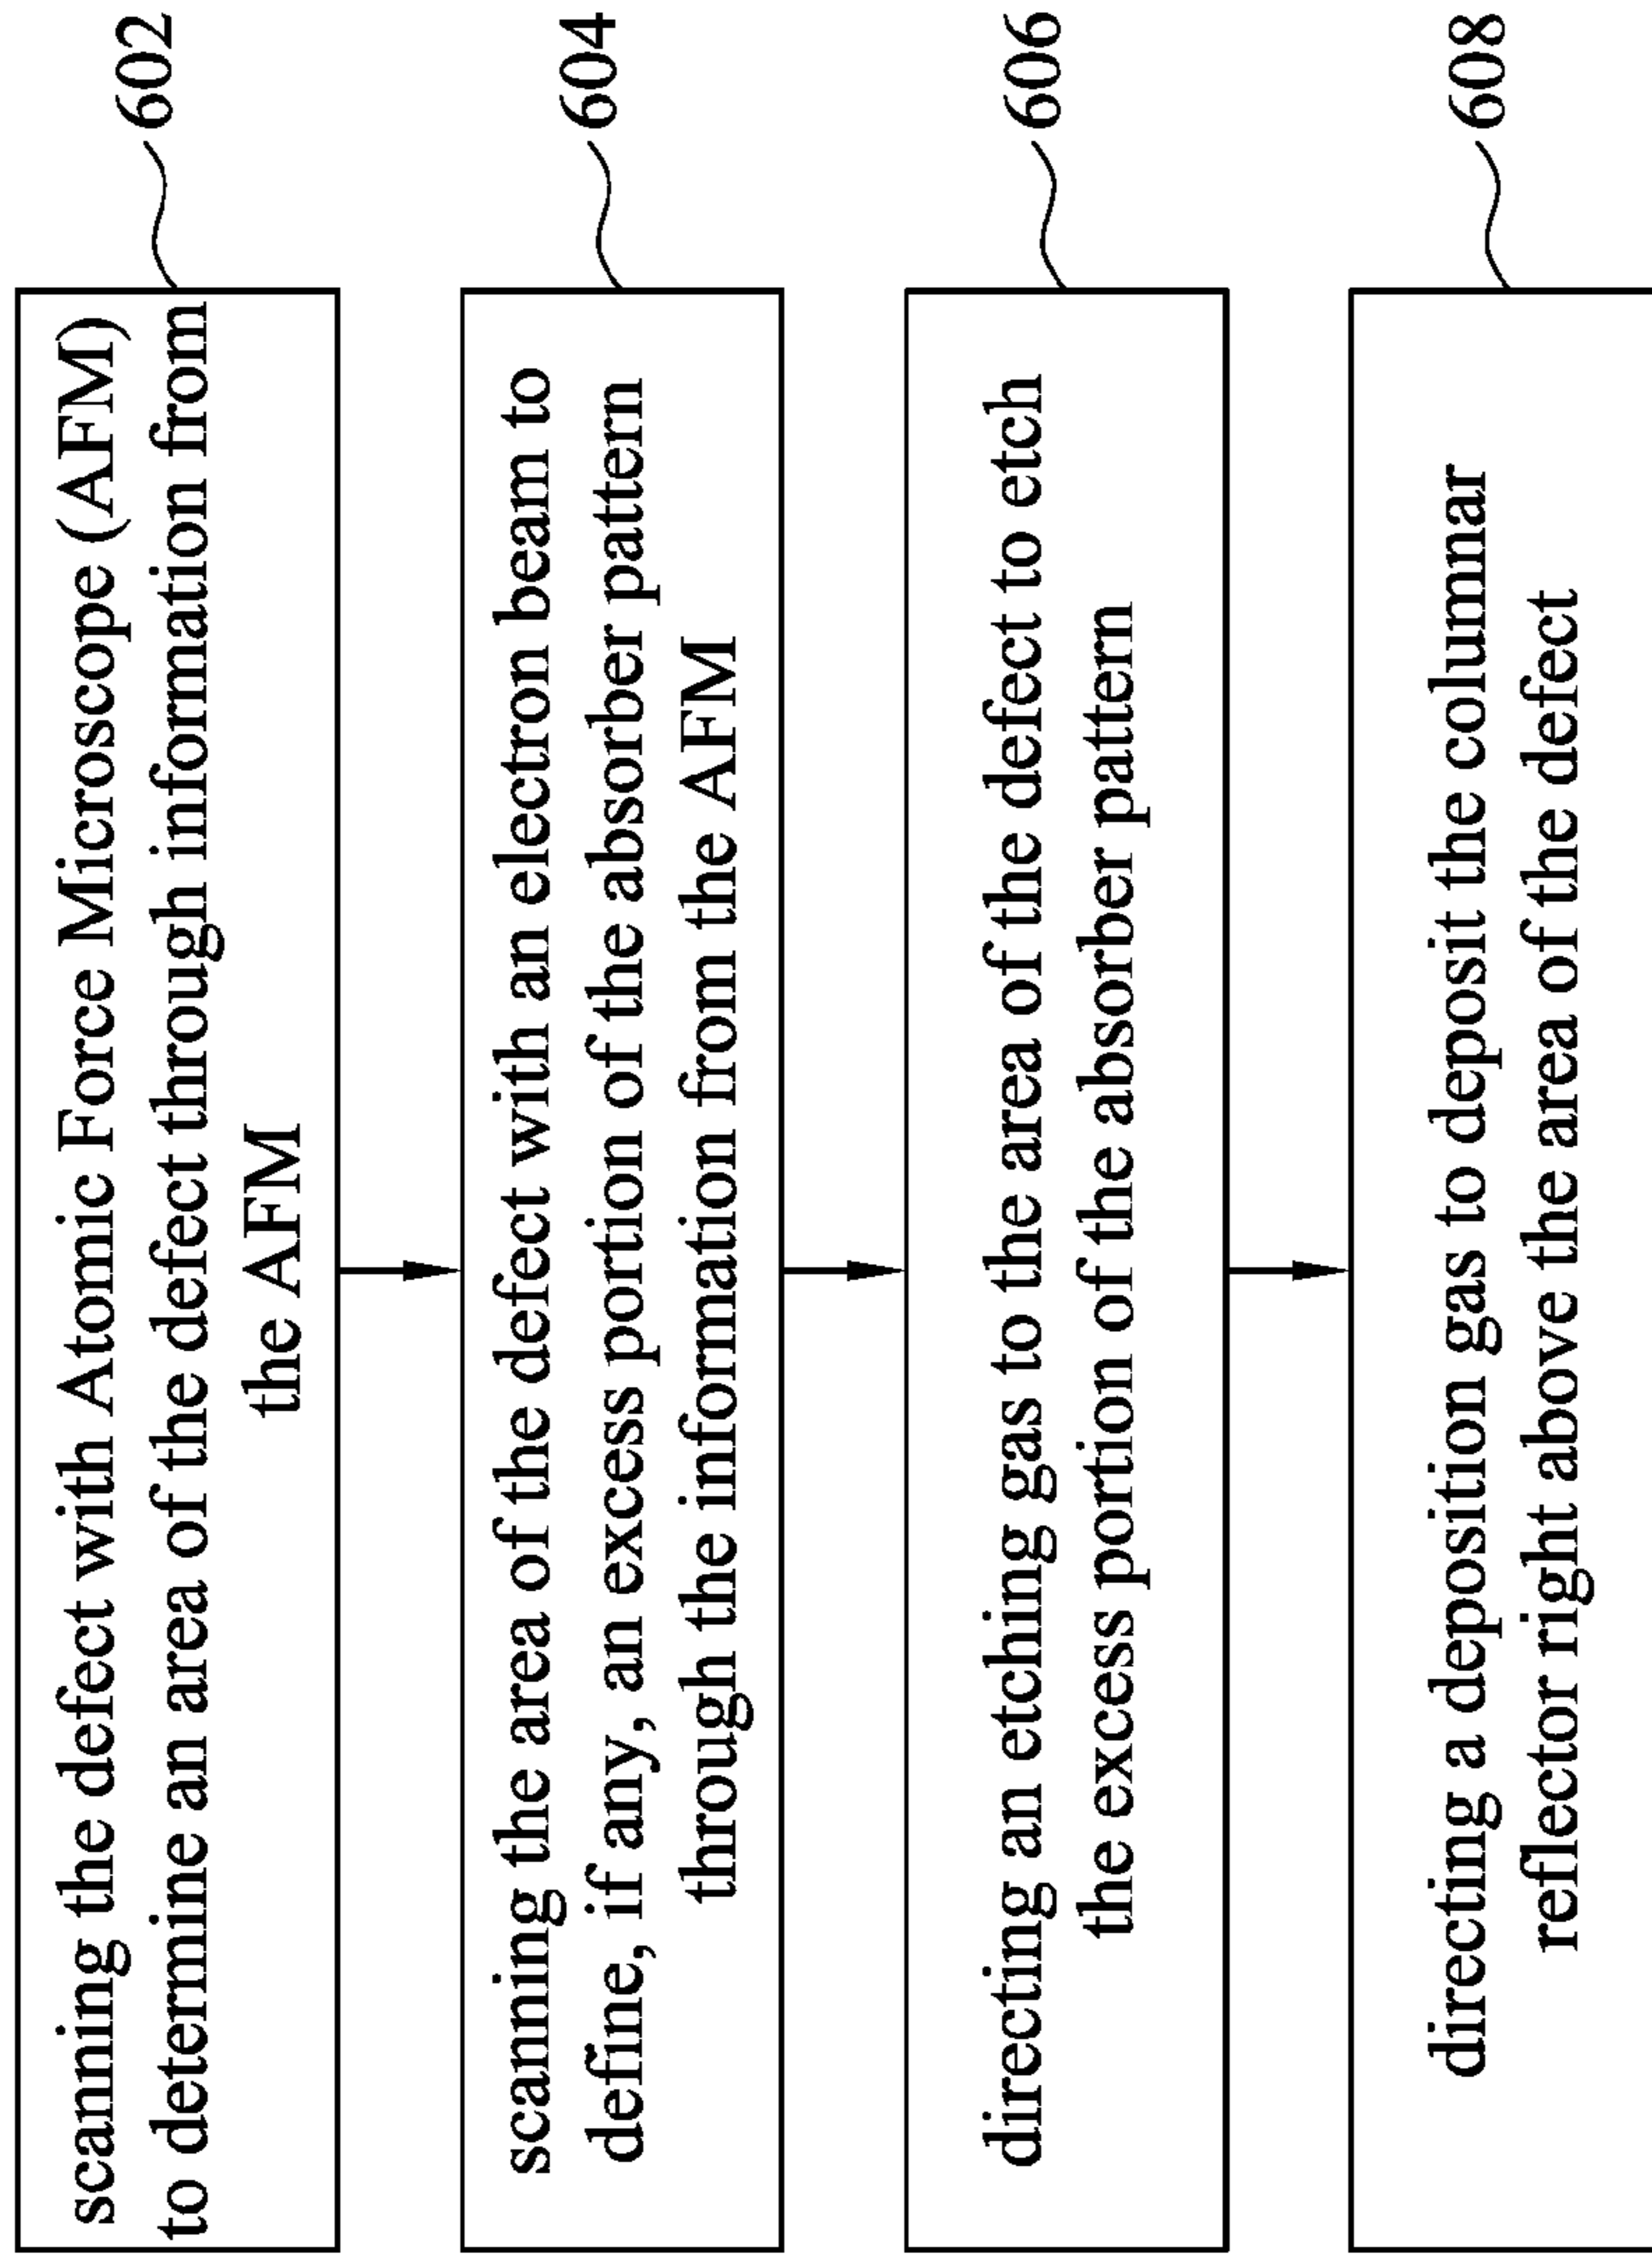 scanning the defect with Atomic Force Microscope (AFM)
to determine an area of the defect through information from
the AFM
602
scanning the area of the defect with an electron beam to
define, if any, an excess portion of the absorber pattern
through the information from the AFM
604
directing an etching gas to the area of the defect to etch
the excess portion of the absorber pattern
606
directing a deposition gas to deposit the columnar
reflector right above the area of the defect
608